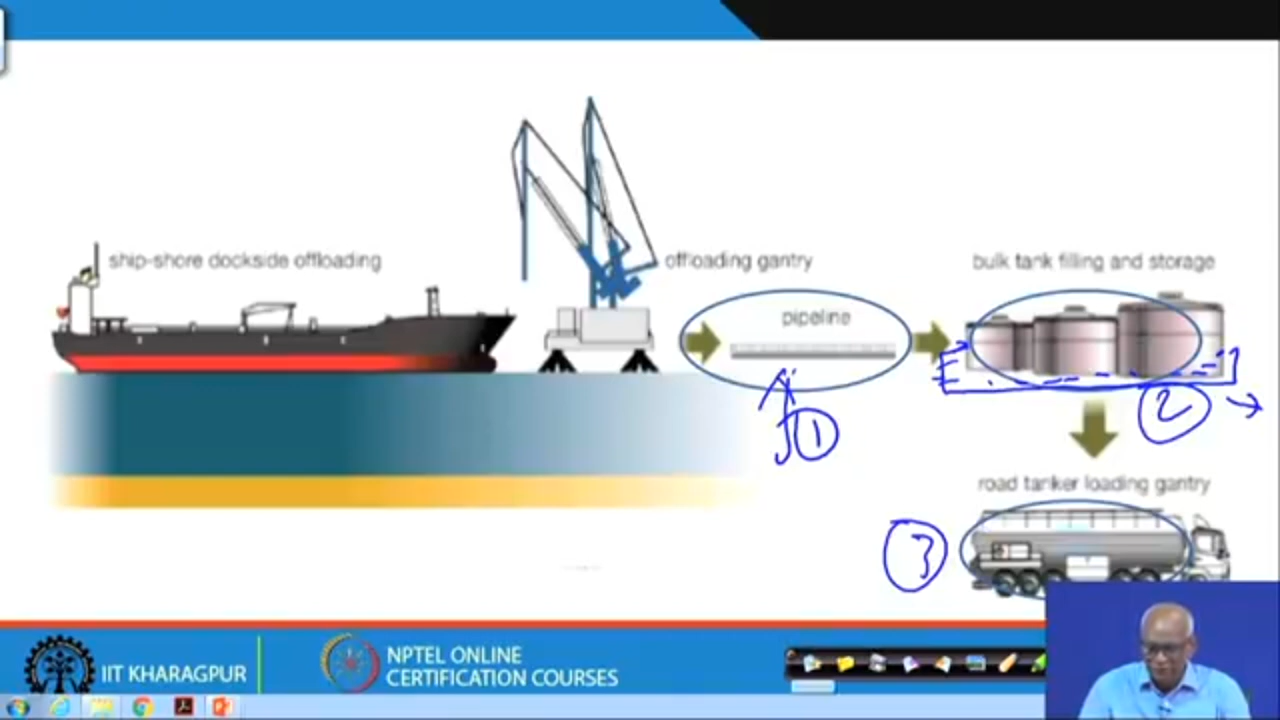 ship-shore dockside offloading
offloading gantry
bulk tank filling and storage
pipeline
1
2
road tanker loading gantry
3
IIT KHARAGPUR
NPTEL ONLINE
CERTIFICATION COURSES